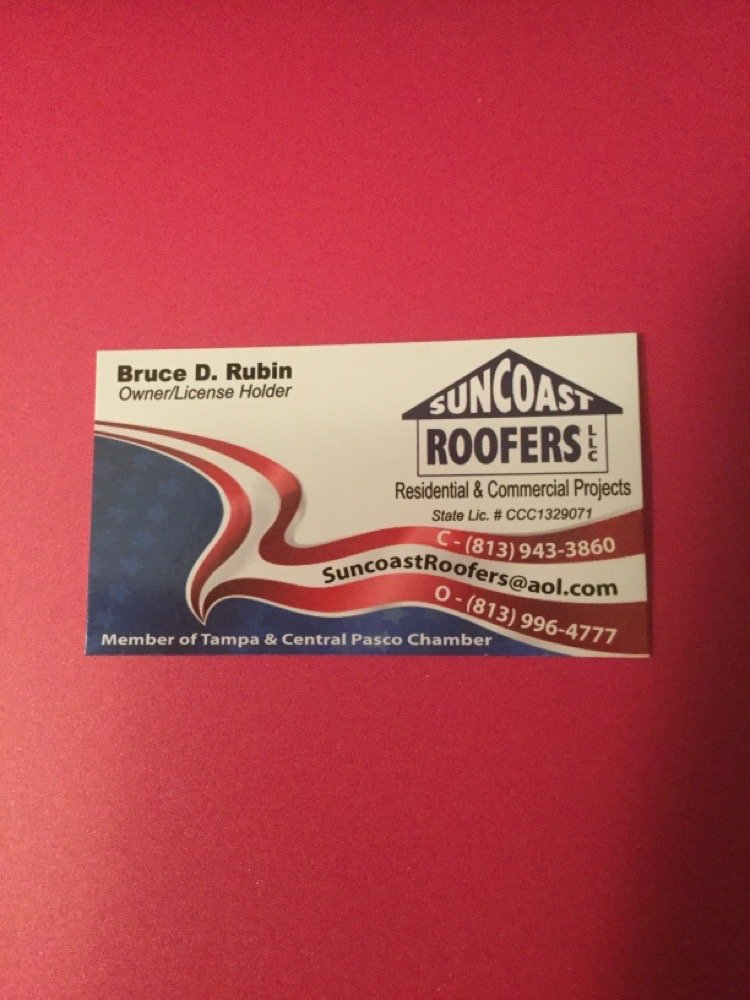 Bruce D. Rubin
Owner/License Holder
SUNCOAST
ROOFERS LLC
Residential & Commercial Projects
State Lic. # CCC1329071
C - (813) 943-3860
SuncoastRoofers@aol.com
O - (813) 996-4777
Member of Tampa & Central Pasco Chamber